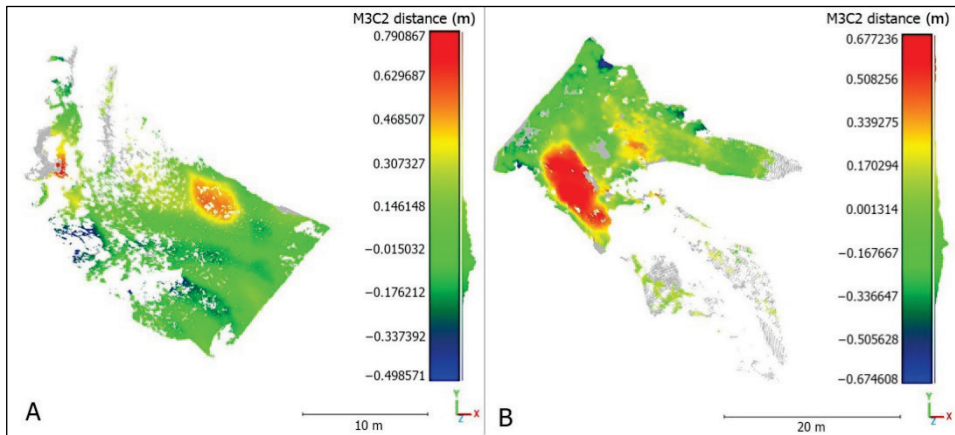 M3C2 distance (m)
0.790867
0.629687
0.468507
0.307327
0.146148
−0.015032
−0.176212
−0.337392
−0.498571
A
10 m
Y
Z
X
M3C2 distance (m)
0.677236
0.508256
0.339275
0.170294
0.001314
−0.167667
−0.336647
−0.505628
−0.674608
B
20 m
Y
Z
X